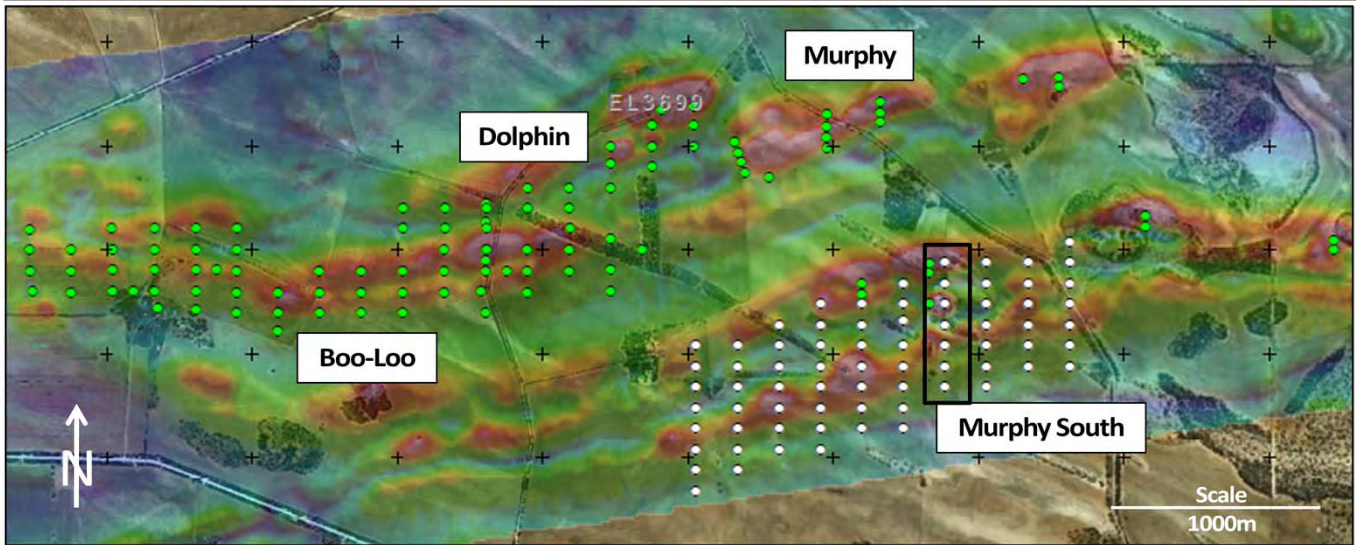 Murphy
EL3699
Dolphin
Boo-Loo
Murphy South
N
Scale
1000m